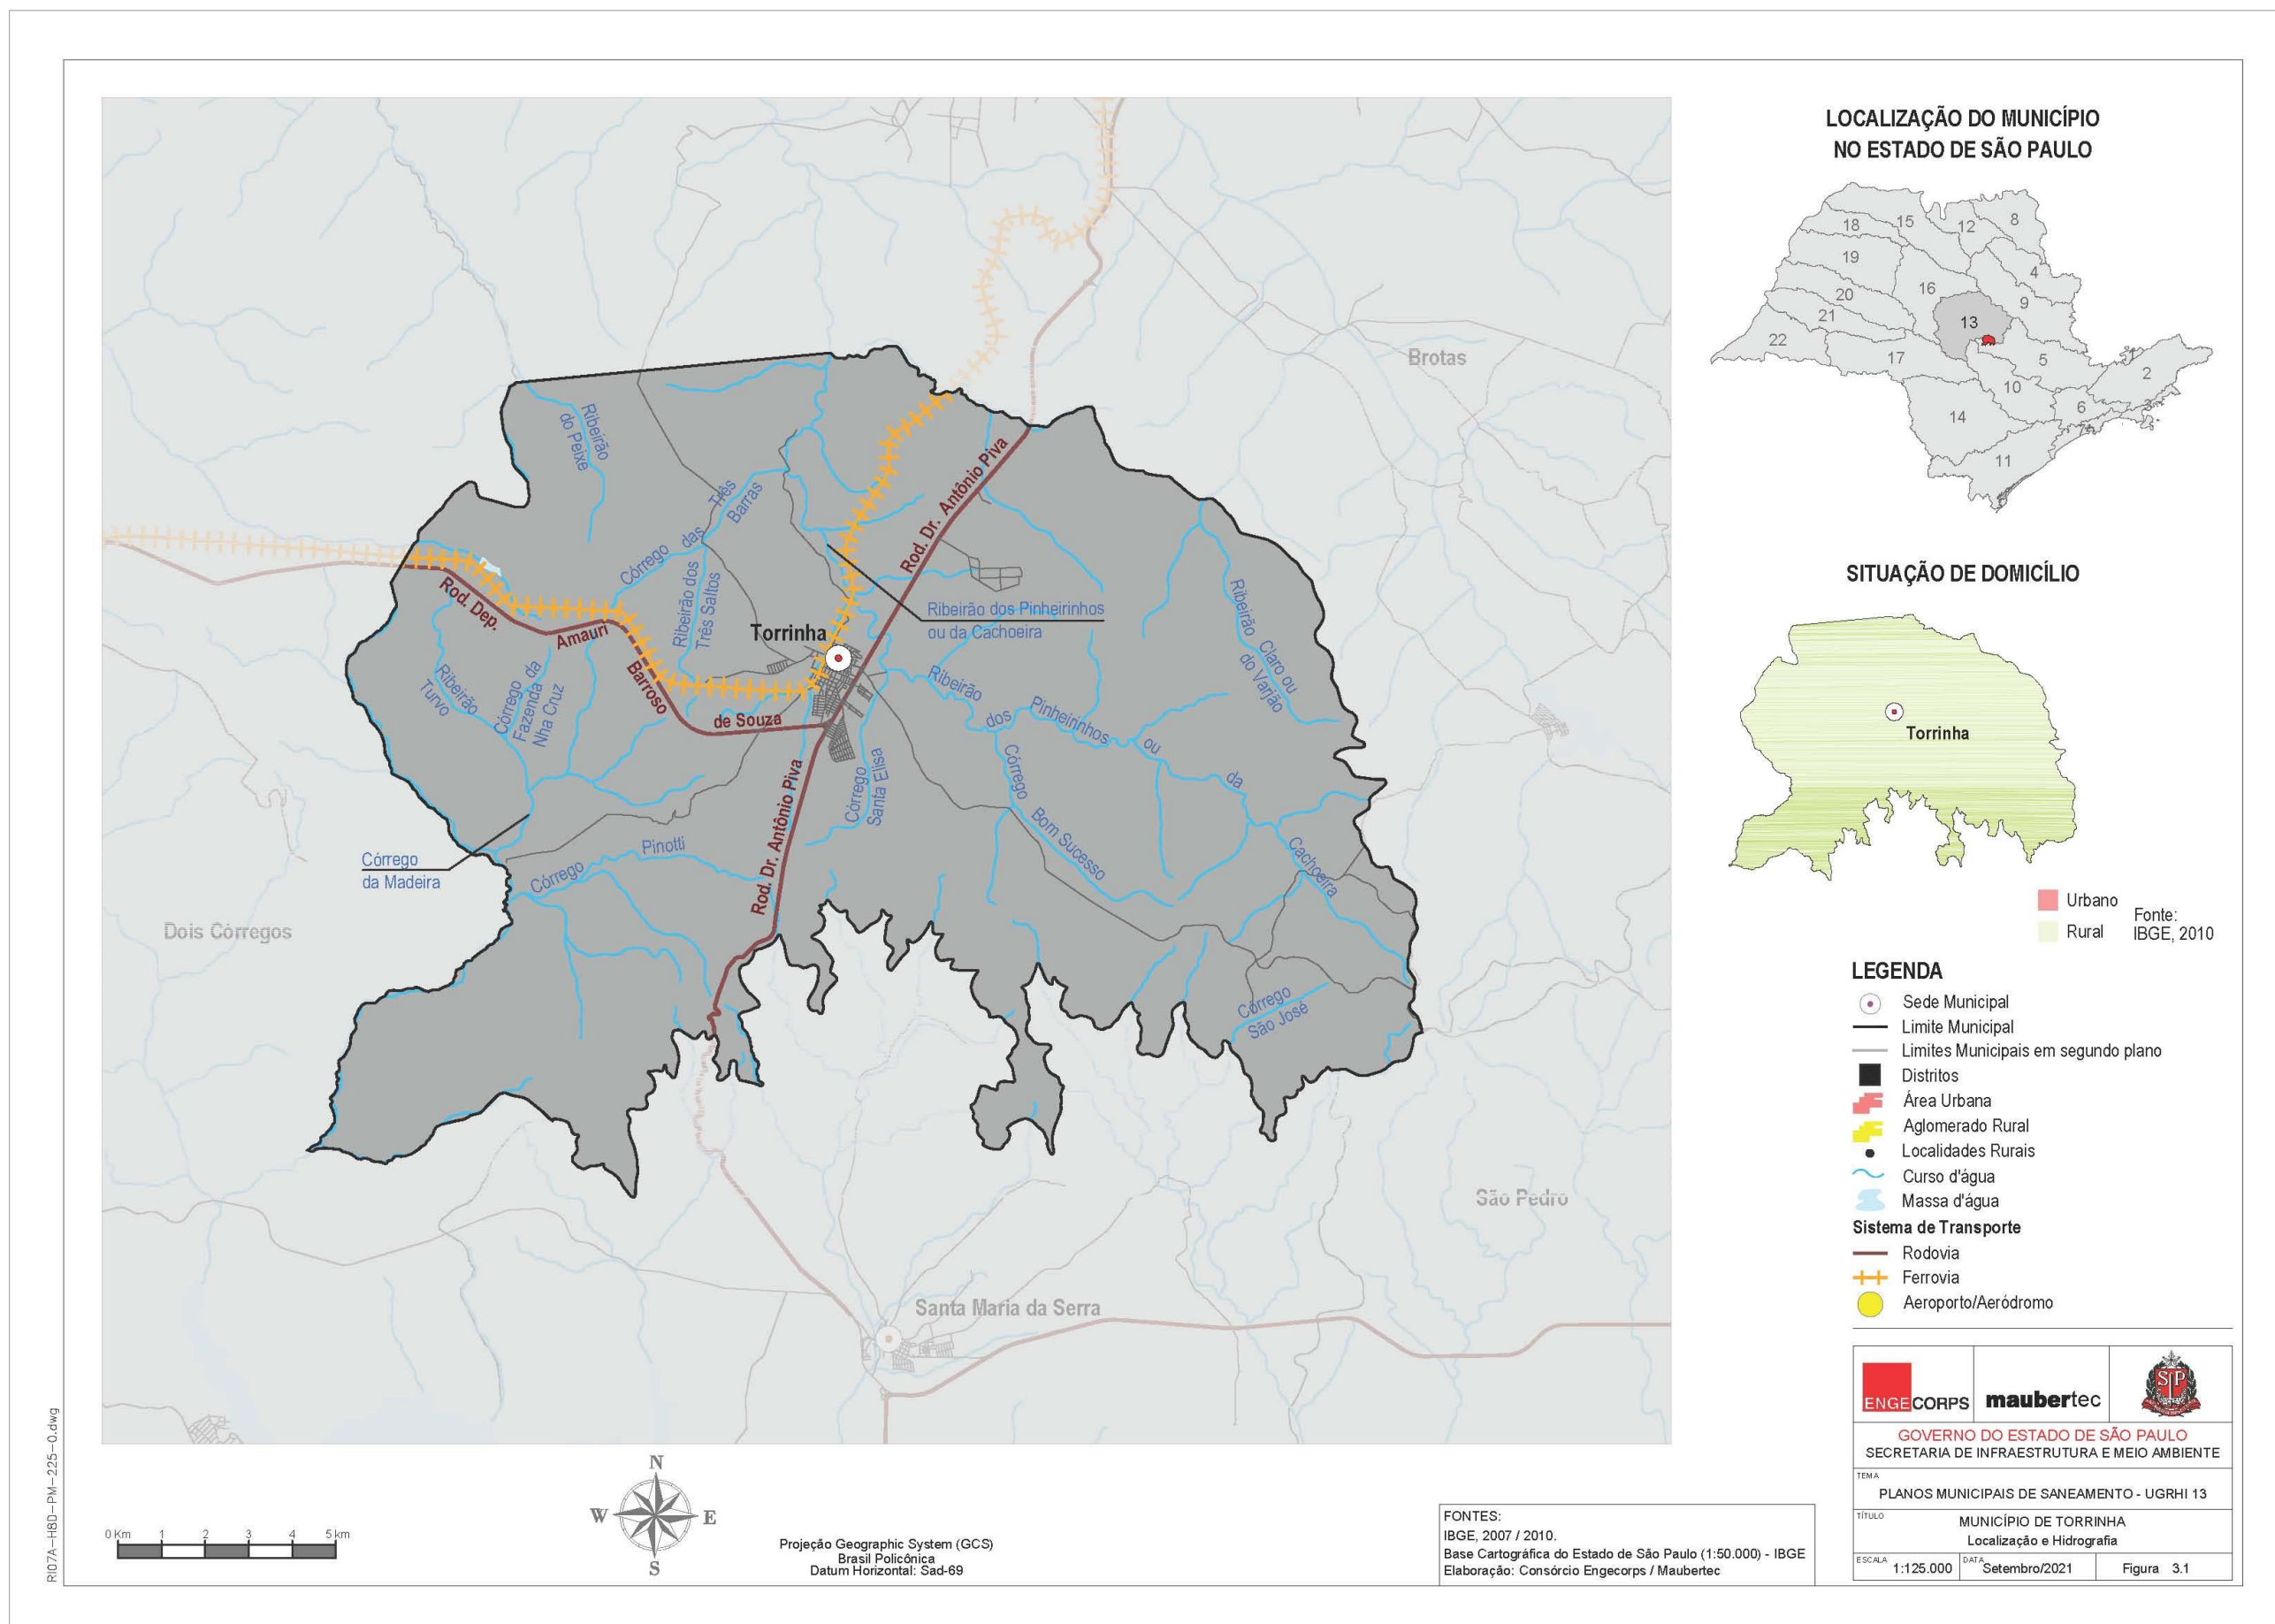 LOCALIZAÇÃO DO MUNICÍPIO
NO ESTADO DE SÃO PAULO
18
15
12
8
19
4
16
20
9
21
13
22
17
5
1
2
10
14
6
3
7
11
SITUAÇÃO DE DOMICÍLIO
Torrinha
Urbano
Rural
Fonte:
IBGE, 2010
LEGENDA
Sede Municipal
Limite Municipal
Limites Municipais em segundo plano
Distritos
Área Urbana
Aglomerado Rural
Localidades Rurais
Curso d'água
Massa d'água
Sistema de Transporte
Rodovia
Ferrovia
Aeroporto/Aeródromo
Brotas
Ribeirão
do Peixe
Rod. Dr. Antônio Piva
Córrego das Três
Barras
Ribeirão dos
Três Saltos
Rod. Dep.
Amauri
Barroso
de Souza
Torrinha
Ribeirão dos Pinheirinhos
ou da Cachoeira
Ribeirão Claro ou
do Varjão
Ribeirão
Turvo
Córrego da
Fazenda
Nha Cruz
Ribeirão dos Pinheirinhos ou da Cachoeira
Córrego
Santa Elisa
Córrego Bom Sucesso
Rod. Dr. Antônio Piva
Córrego
da Madeira
Córrego Pinotti
Dois Córregos
Córrego
São José
São Pedro
Santa Maria da Serra
RI07A-H8D-PM-225-0.dwg
0 Km 1 2 3 4 5 km
N
W
E
S
Projeção Geographic System (GCS)
Brasil Policônica
Datum Horizontal: Sad-69
FONTES:
IBGE, 2007 / 2010.
Base Cartográfica do Estado de São Paulo (1:50.000) - IBGE
Elaboração: Consórcio Engecorps / Maubertec
ENGECORPS
maubertec
SP
GOVERNO DO ESTADO DE SÃO PAULO
SECRETARIA DE INFRAESTRUTURA E MEIO AMBIENTE
TEMA
PLANOS MUNICIPAIS DE SANEAMENTO - UGRHI 13
TÍTULO
MUNICÍPIO DE TORRINHA
Localização e Hidrografia
ESCALA
1:125.000
DATA
Setembro/2021
Figura 3.1